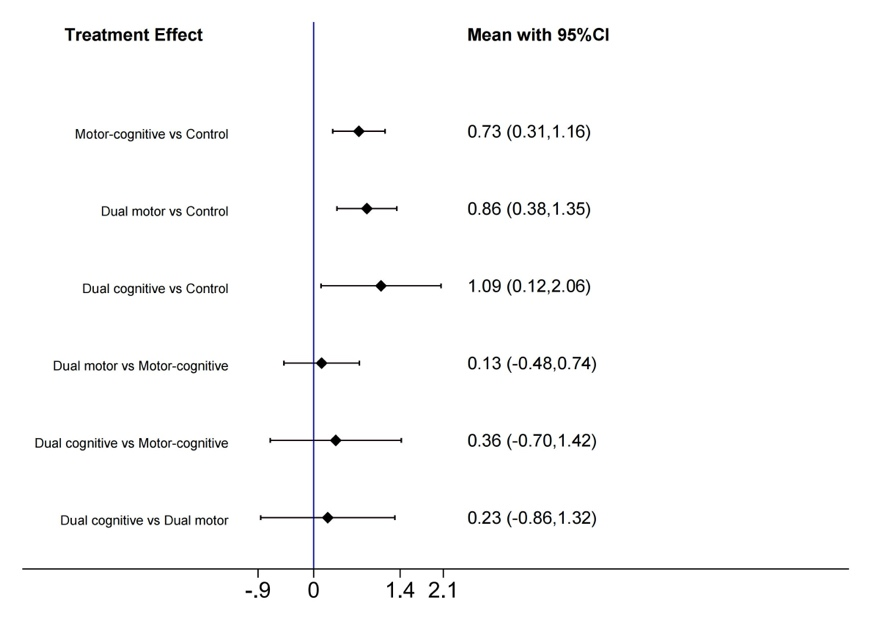 Treatment Effect Mean with 95%CI
Motor-cognitive vs Control 0.73 (0.31,1.16)
Dual motor vs Control 0.86 (0.38,1.35)
Dual cognitive vs Control 1.09 (0.12,2.06)
Dual motor vs Motor-cognitive 0.13 (-0.48,0.74)
Dual cognitive vs Motor-cognitive 0.36 (-0.70,1.42)
Dual cognitive vs Dual motor 0.23 (-0.86,1.32)
-.9 0 1.4 2.1